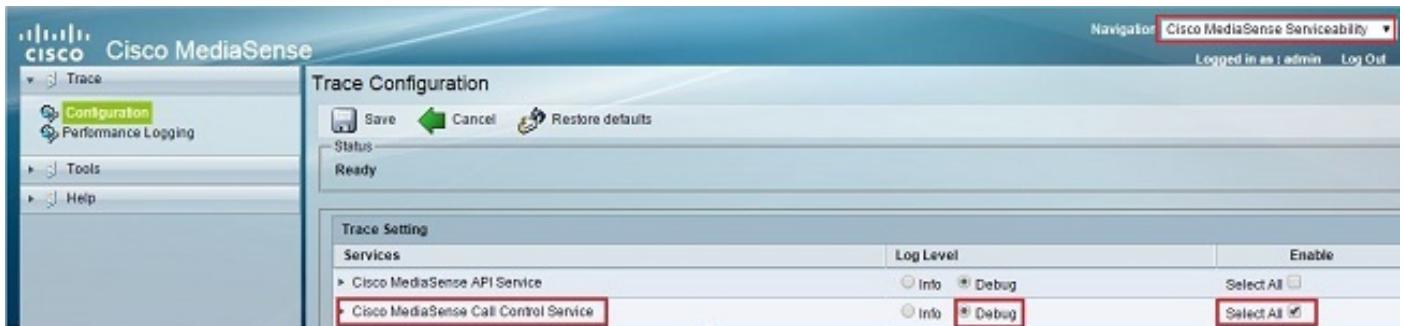 Navigation Cisco MediaSense Serviceability
cisco Cisco MediaSense
Logged in as : admin Log Out
Trace
Configuration
Performance Logging
Tools
Help
Trace Configuration
Save Cancel Restore defaults
Status
Ready
Trace Setting
Services Log Level Enable
Cisco MediaSense API Service Info Debug Select All
Cisco MediaSense Call Control Service Info Debug Select All